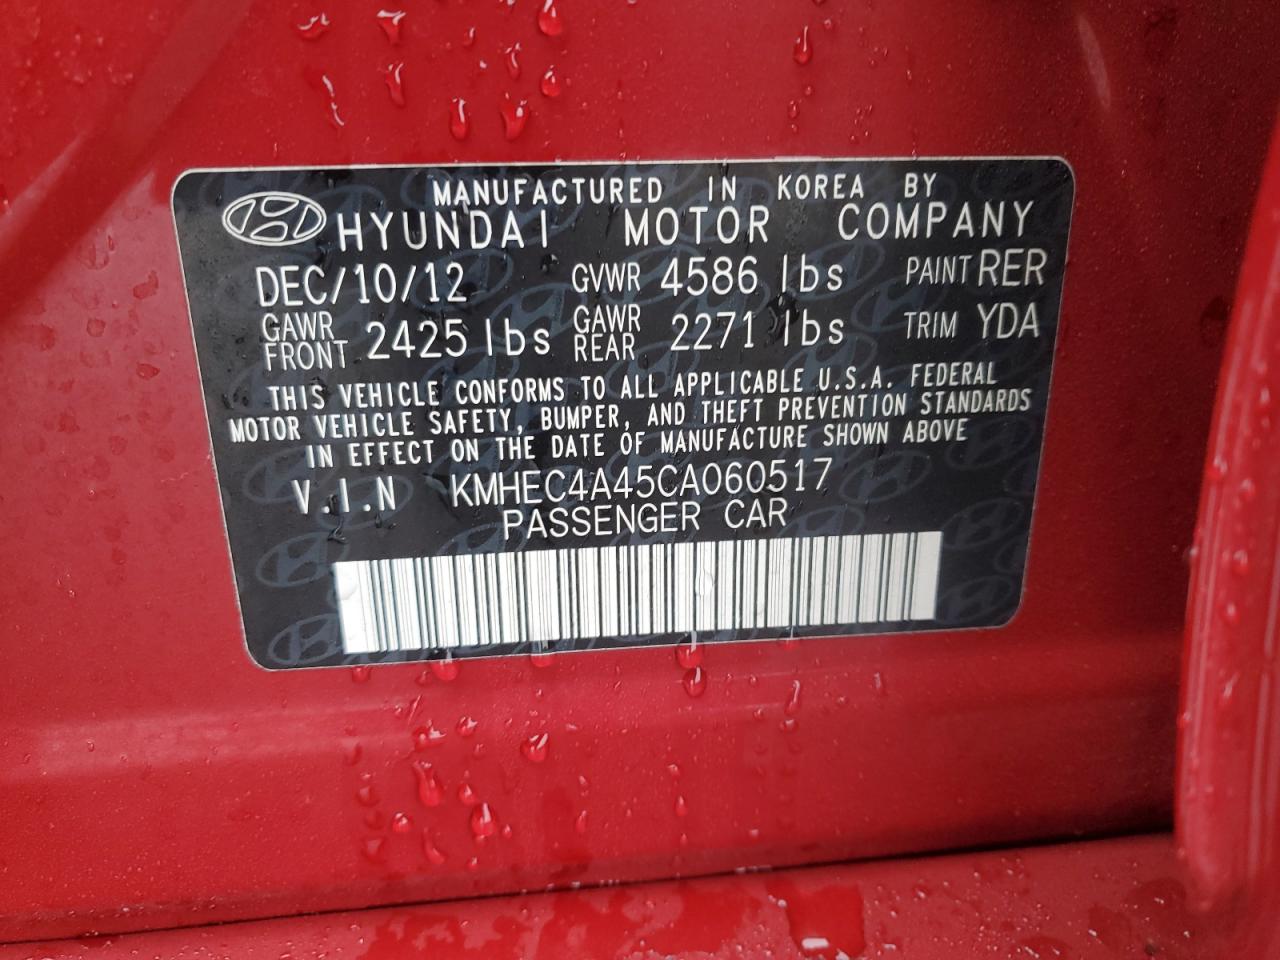 MANUFACTURED IN KOREA BY
HYUNDAI MOTOR COMPANY
DEC/10/12 GVWR 4586 lbs PAINT RER
GAWR FRONT 2425 lbs GAWR REAR 2271 lbs TRIM YDA
THIS VEHICLE CONFORMS TO ALL APPLICABLE U.S.A. FEDERAL
MOTOR VEHICLE SAFETY, BUMPER, AND THEFT PREVENTION STANDARDS
IN EFFECT ON THE DATE OF MANUFACTURE SHOWN ABOVE
V.I.N KMHEC4A45CA060517
PASSENGER CAR